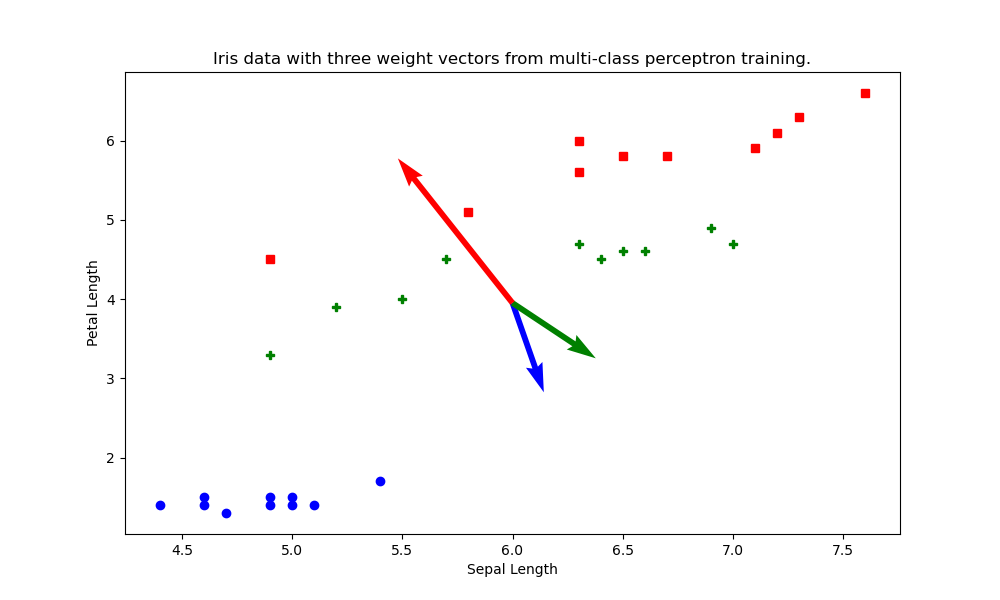 Iris data with three weight vectors from multi-class perceptron training.
6
5
4
3
2
Petal Length
4.5 5.0 5.5 6.0 6.5 7.0 7.5
Sepal Length